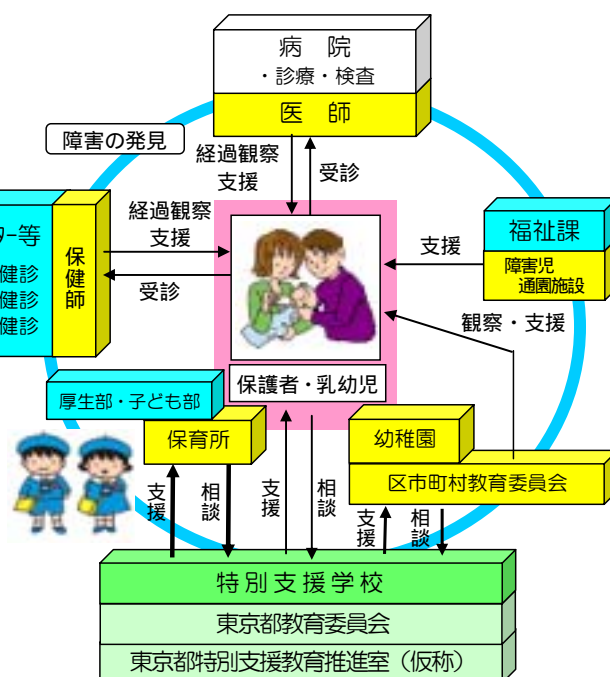 病院
・診療・検査
医師
障害の発見
経過観察
支援
受診
ター等
健診
健診
健診
保健師
経過観察
支援
受診
支援
福祉課
障害児
通園施設
観察・支援
保護者・乳幼児
厚生部・子ども部
保育所
幼稚園
区市町村教育委員会
支援
相談
支援
相談
支援
相談
特別支援学校
東京都教育委員会
東京都特別支援教育推進室（仮称）